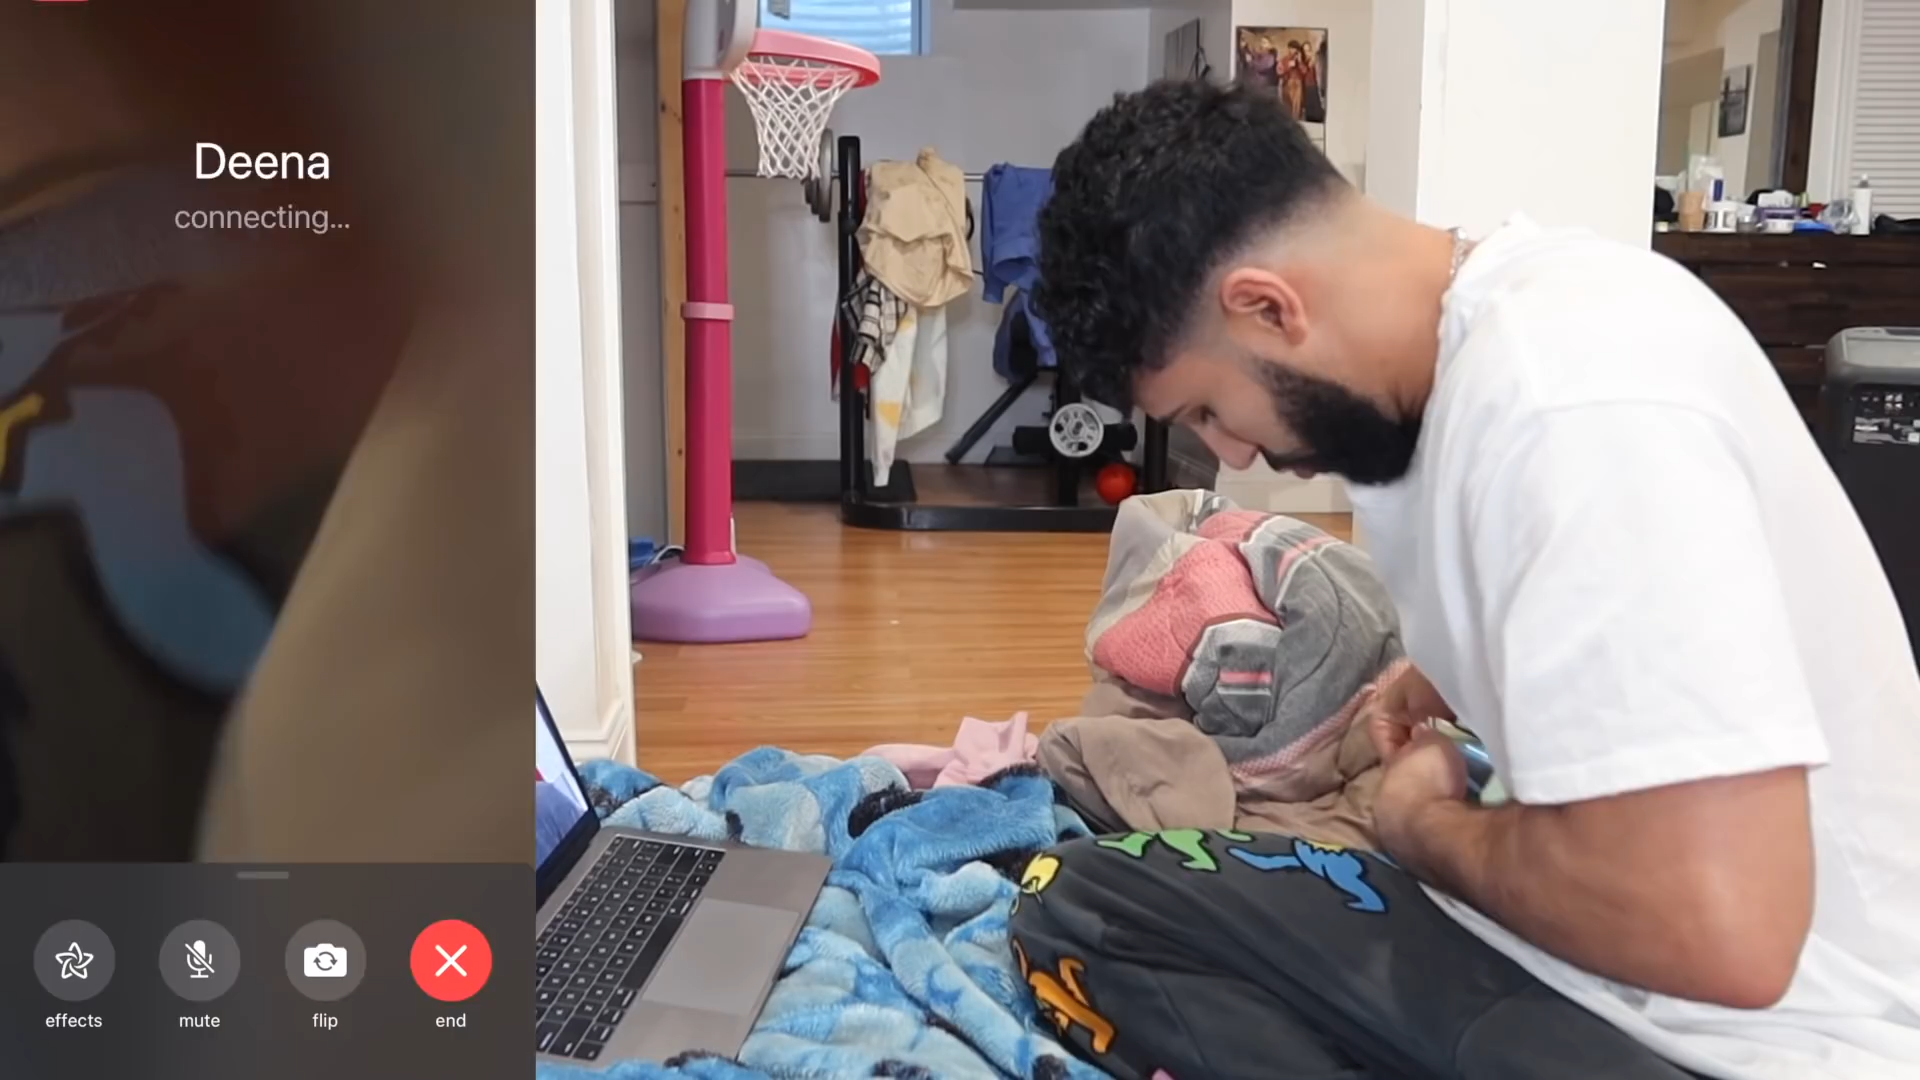 Deena
connecting...
effects
mute
flip
end